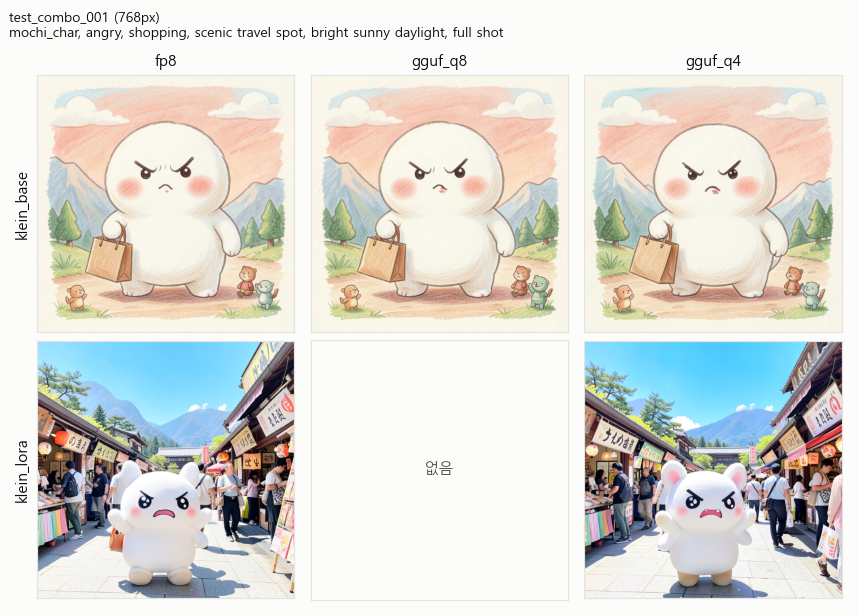 test_combo_001 (768px)
mochi_char, angry, shopping, scenic travel spot, bright sunny daylight, full shot
fp8
gguf_q8
gguf_q4
klein_base
klein_lora
없음